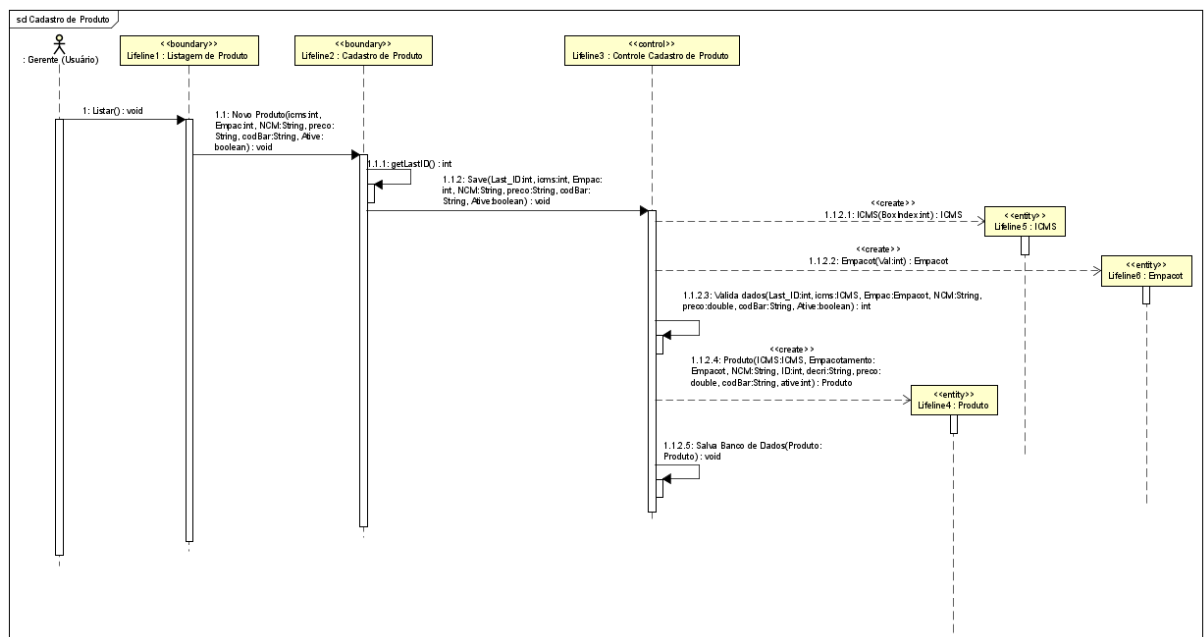 sd Cadastro de Produto
: Gerente (Usuário)
<<boundary>>
Lifeline1 : Listagem de Produto
<<boundary>>
Lifeline2 : Cadastro de Produto
<<control>>
Lifeline3 : Controle Cadastro de Produto
1: Listar() : void
1.1: Novo Produto(icms:int,
Empac:int, NCM:String, preco:
String, codBar:String, Ative:
boolean) : void
1.1.1: getLastID() : int
1.1.2: Save(Last_ID:int, icms:int, Empac:
int, NCM:String, preco:String, codBar:
String, Ative:boolean) : void
<<create>>
1.1.2.1: ICMS(BoxIndex:int) : ICMS
<<entity>>
Lifeline5 : ICMS
<<create>>
1.1.2.2: Empacot(Val:int) : Empacot
<<entity>>
Lifeline6 : Empacot
1.1.2.3: Valida dados(Last_ID:int, icms:ICMS, Empac:Empacot, NCM:String,
preco:double, codBar:String, Ative:boolean) : int
<<create>>
1.1.2.4: Produto(ICMS:ICMS, Empacotamento:
Empacot, NCM:String, ID:int, decri:String, preco:
double, codBar:String, ative:int) : Produto
<<entity>>
Lifeline4 : Produto
1.1.2.5: Salva Banco de Dados(Produto:
Produto) : void